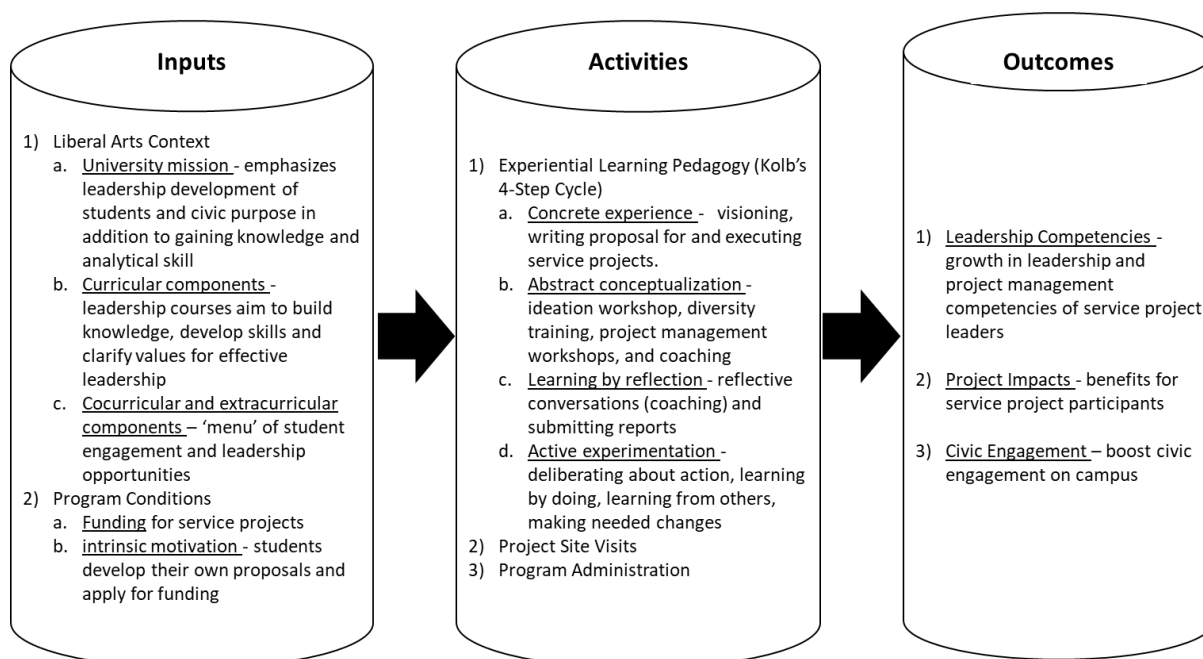 Inputs
1) Liberal Arts Context
a. University mission - emphasizes
leadership development of
students and civic purpose in
addition to gaining knowledge and
analytical skill
b. Curricular components -
leadership courses aim to build
knowledge, develop skills and
clarify values for effective
leadership
c. Cocurricular and extracurricular
components – ‘menu’ of student
engagement and leadership
opportunities
2) Program Conditions
a. Funding for service projects
b. intrinsic motivation - students
develop their own proposals and
apply for funding
Activities
1) Experiential Learning Pedagogy (Kolb’s
4-Step Cycle)
a. Concrete experience - visioning,
writing proposal for and executing
service projects.
b. Abstract conceptualization -
ideation workshop, diversity
training, project management
workshops, and coaching
c. Learning by reflection - reflective
conversations (coaching) and
submitting reports
d. Active experimentation -
deliberating about action, learning
by doing, learning from others,
making needed changes
2) Project Site Visits
3) Program Administration
Outcomes
1) Leadership Competencies -
growth in leadership and
project management
competencies of service project
leaders
2) Project Impacts - benefits for
service project participants
3) Civic Engagement – boost civic
engagement on campus